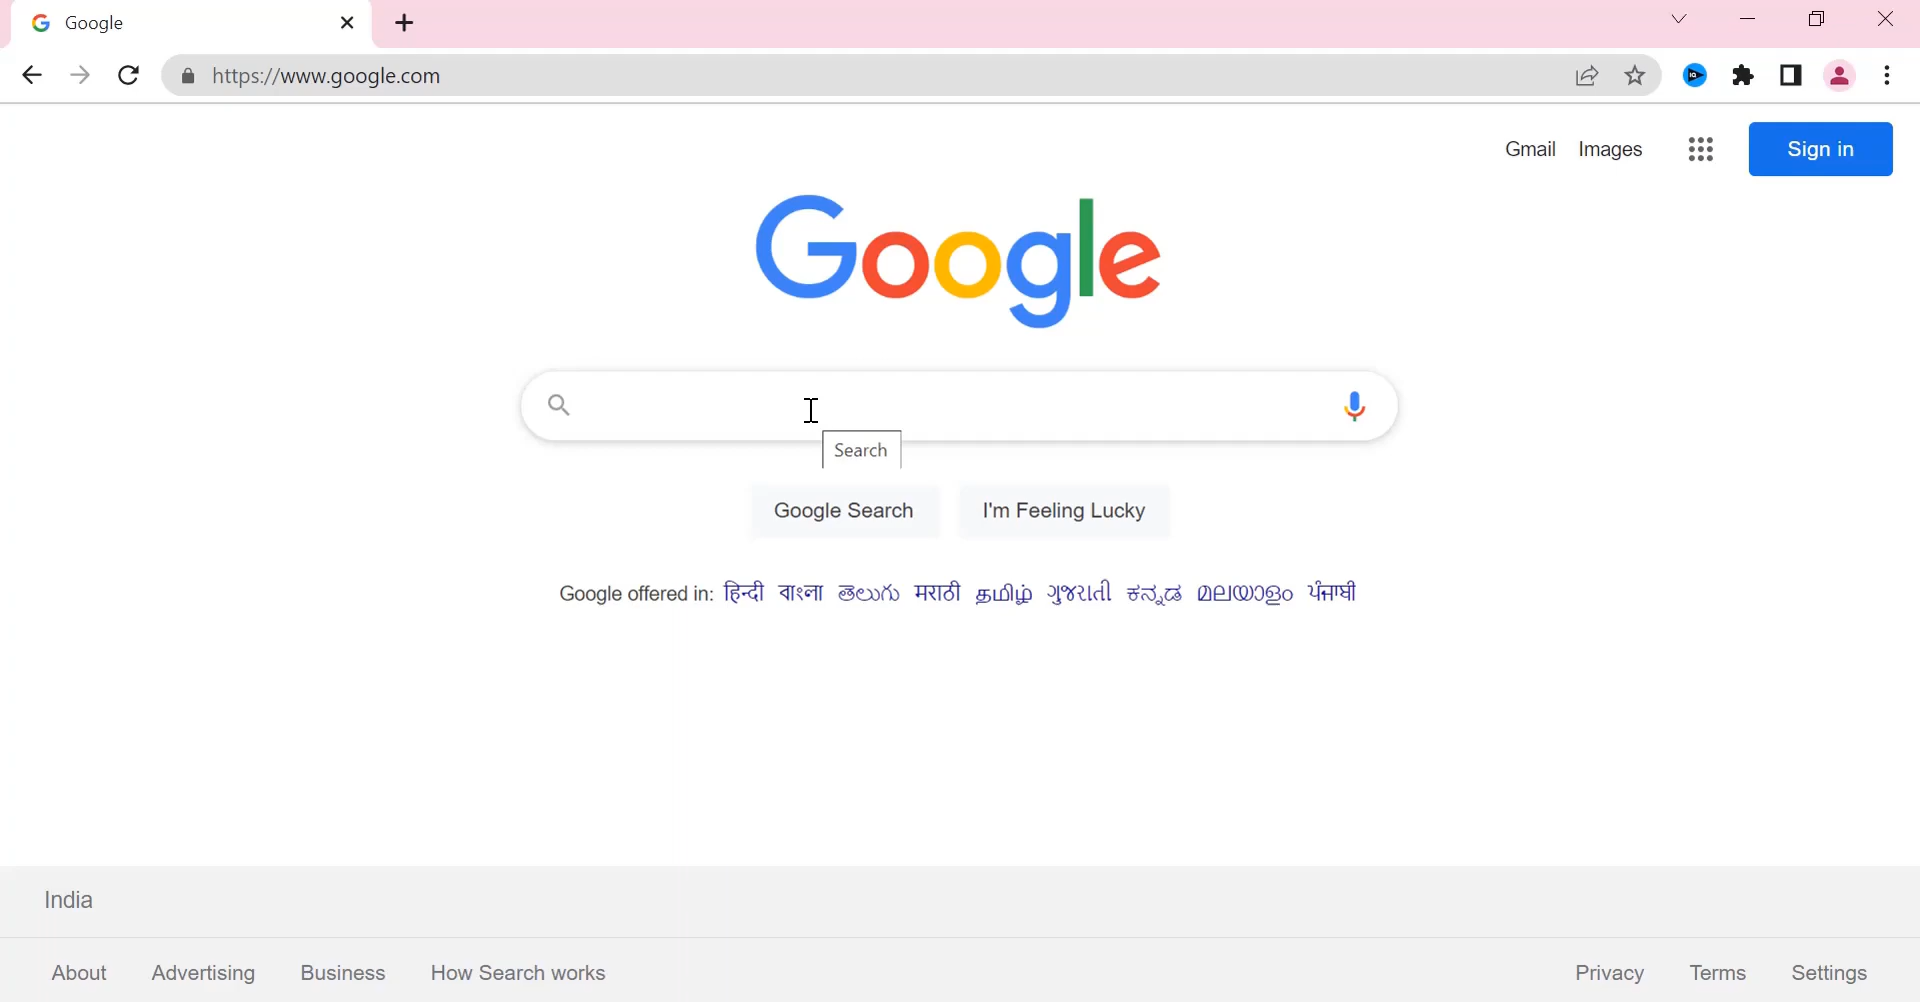 Google
https://www.google.com
Gmail Images Sign in
Google
Search
Google Search I'm Feeling Lucky
Google offered in: हिन्दी বাংলা తెలుగు मराठी தமிழ் ગુજરાતી ಕನ್ನಡ മലയാളം ਪੰਜਾਬੀ
India
About Advertising Business How Search works Privacy Terms Settings